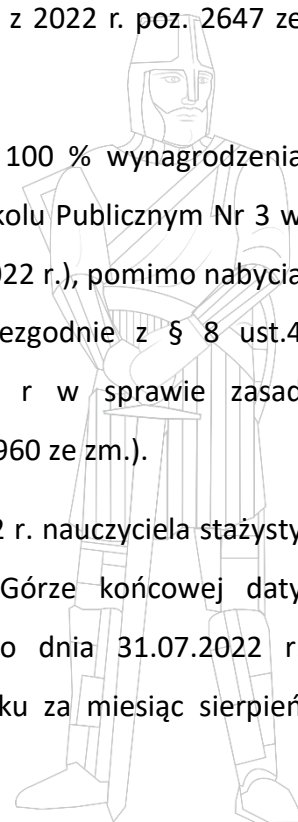 z 2022 r. poz. 2647 ze
100 % wynagrodzenia
kolu Publicznym Nr 3 w
022 r.), pomimo nabycia
ezgodnie z § 8 ust.4
r w sprawie zasad
960 ze zm.).
2 r. nauczyciela stażysty
Górze końcowej daty
o dnia 31.07.2022 r
ku za miesiąc sierpień